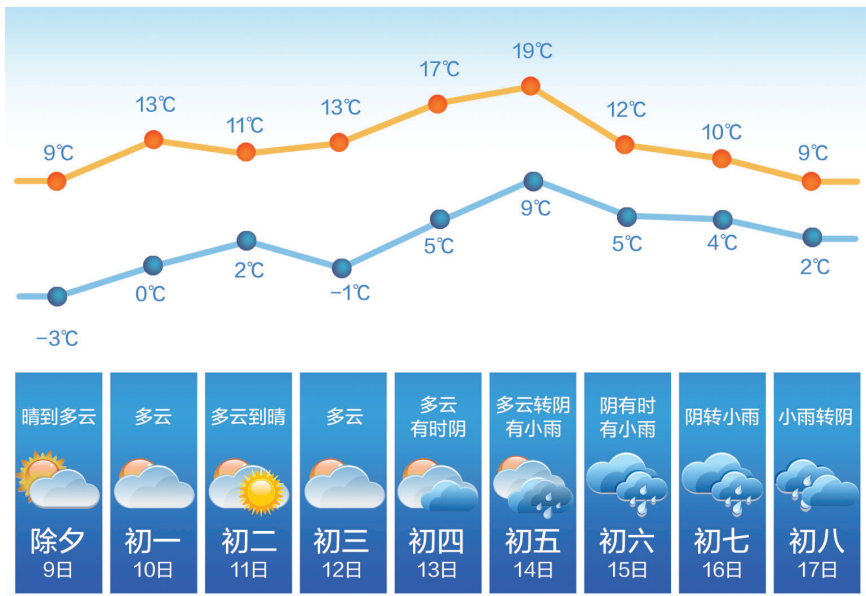 9℃
13℃
11℃
13℃
17℃
19℃
12℃
10℃
9℃
-3℃
0℃
2℃
-1℃
5℃
9℃
5℃
4℃
2℃
晴到多云
除夕
9日
多云
初一
10日
多云到晴
初二
11日
多云
初三
12日
多云
有时阴
初四
13日
多云转阴
有小雨
初五
14日
阴有时
有小雨
初六
15日
阴转小雨
初七
16日
小雨转阴
初八
17日